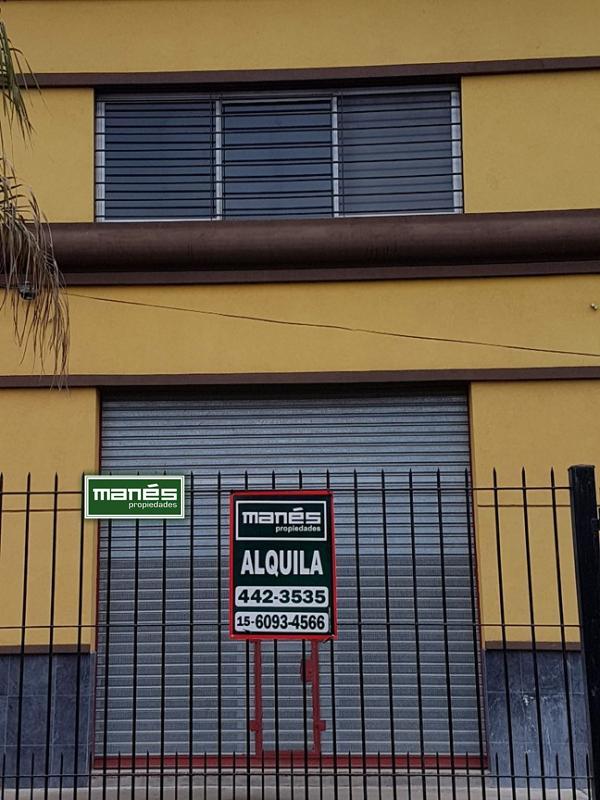 manés
propiedades
manés
propiedades
ALQUILA
442-3535
15-6093-4566